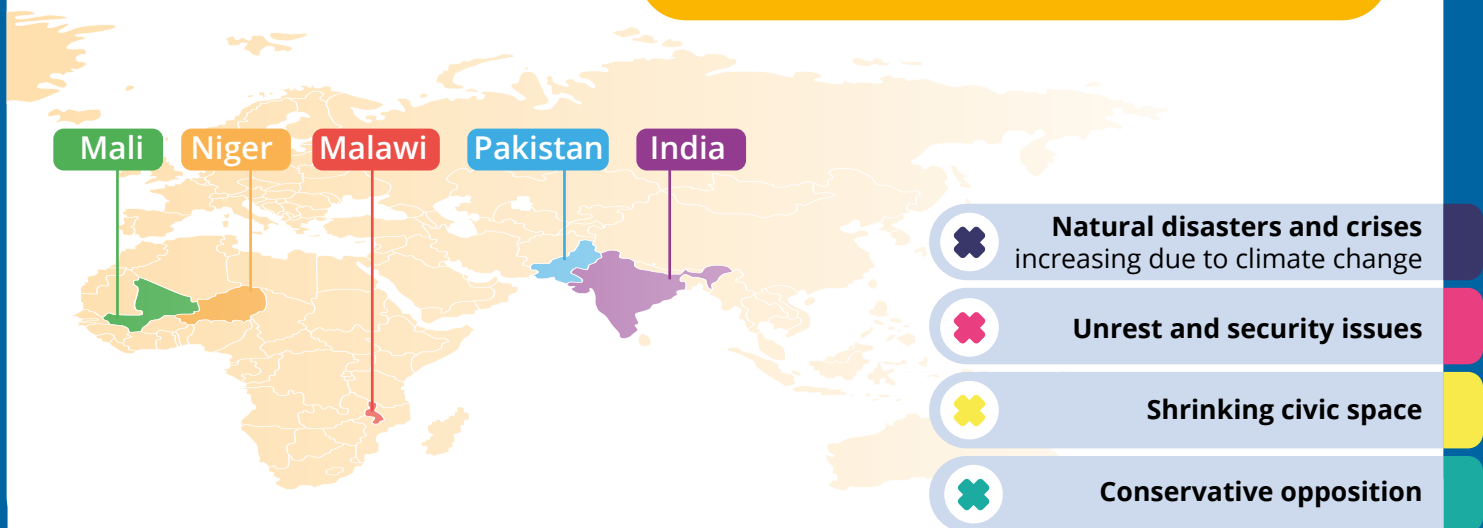 Mali
Niger
Malawi
Pakistan
India
Natural disasters and crises
increasing due to climate change
Unrest and security issues
Shrinking civic space
Conservative opposition